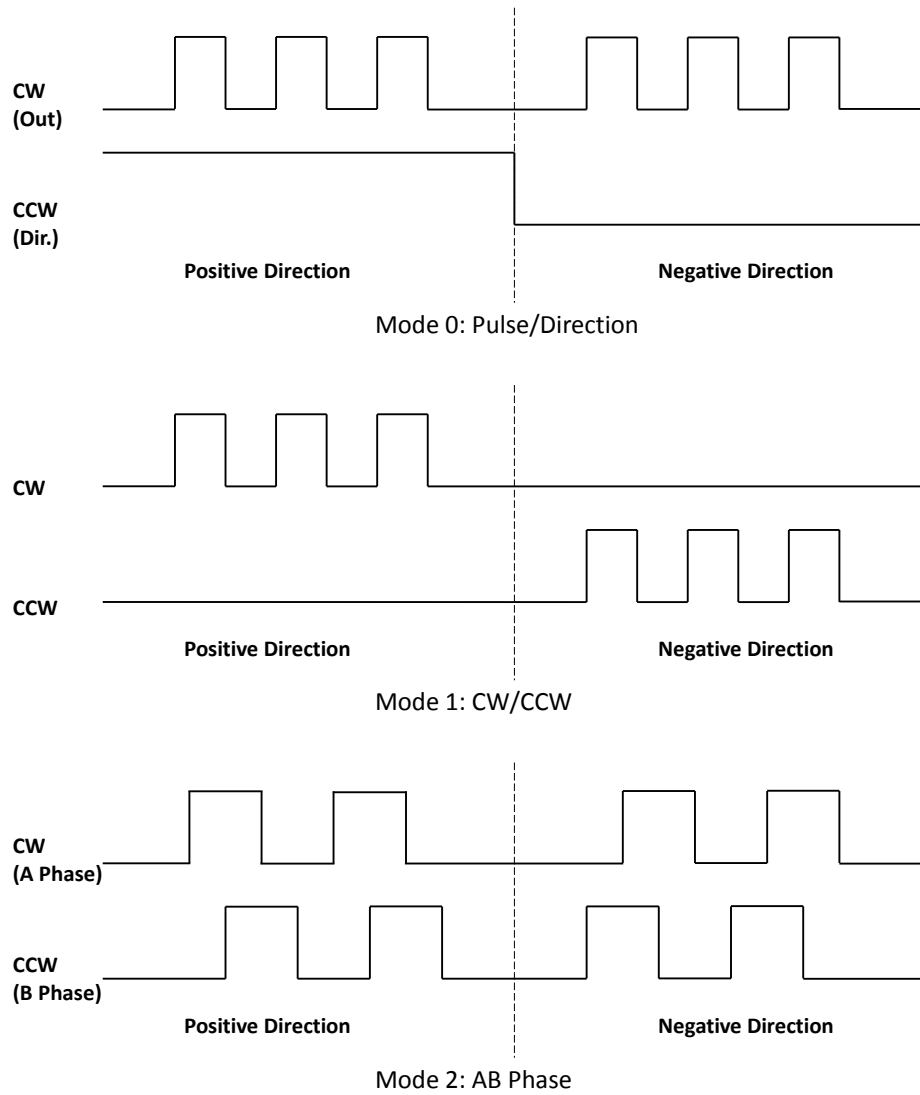 CW
(Out)
CCW
(Dir.)
Positive Direction
Negative Direction
Mode 0: Pulse/Direction
CW
CCW
Positive Direction
Negative Direction
Mode 1: CW/CCW
CW
(A Phase)
CCW
(B Phase)
Positive Direction
Negative Direction
Mode 2: AB Phase